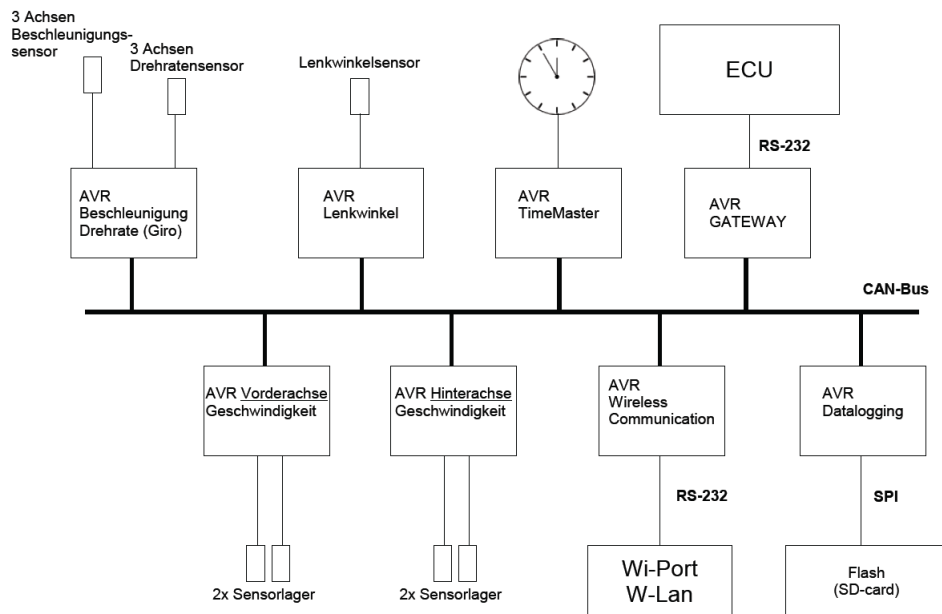 3 Achsen
Beschleunigungs-
sensor
3 Achsen
Drehratensensor
Lenkwinkelsensor
ECU
RS-232
AVR
Beschleunigung
Drehrate (Giro)
AVR
Lenkwinkel
AVR
TimeMaster
AVR
GATEWAY
CAN-Bus
AVR Vorderachse
Geschwindigkeit
AVR Hinterachse
Geschwindigkeit
AVR
Wireless
Communication
AVR
Datalogging
RS-232
SPI
2x Sensorlager
2x Sensorlager
Wi-Port
W-Lan
Flash
(SD-card)